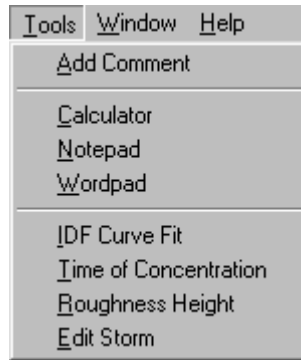 Tools Window Help
Add Comment
Calculator
Notepad
Wordpad
IDF Curve Fit
Time of Concentration
Roughness Height
Edit Storm